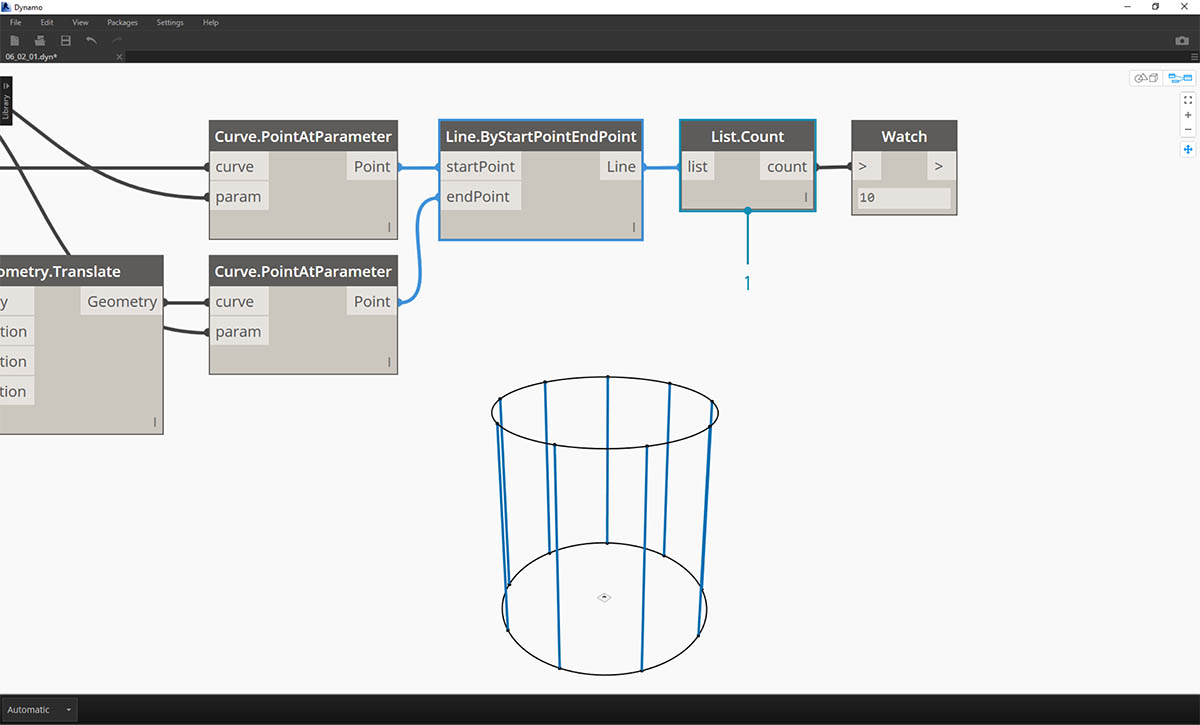 Dynamo
File Edit View Packages Settings Help
06_02_01.dyn*
Library
Curve.PointAtParameter
curve Point
param
l
Line.ByStartPointEndPoint
startPoint Line
endPoint
l
List.Count
list count
l
Watch
> >
10
1
ometry.Translate
y Geometry
tion
tion
tion
l
Curve.PointAtParameter
curve Point
param
l
Automatic